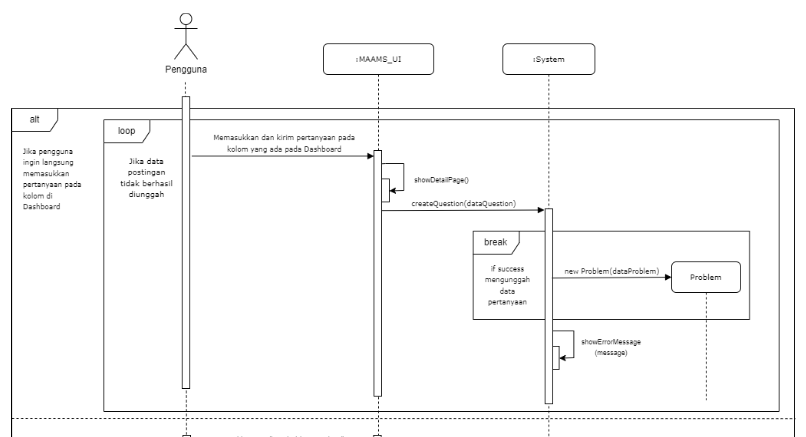 Pengguna
:MAAMS_UI
:System
alt
Jika pengguna
ingin langsung
memasukkan
pertanyaan pada
kolom di
Dashboard
loop
Jika data
postingan
tidak berhasil
diunggah
Memasukkan dan kirim pertanyaan pada
kolom yang ada pada Dashboard
showDetailPage()
createQuestion(dataQuestion)
break
if success
mengunggah
data
pertanyaan
new Problem(dataProblem)
Problem
showErrorMessage
(message)